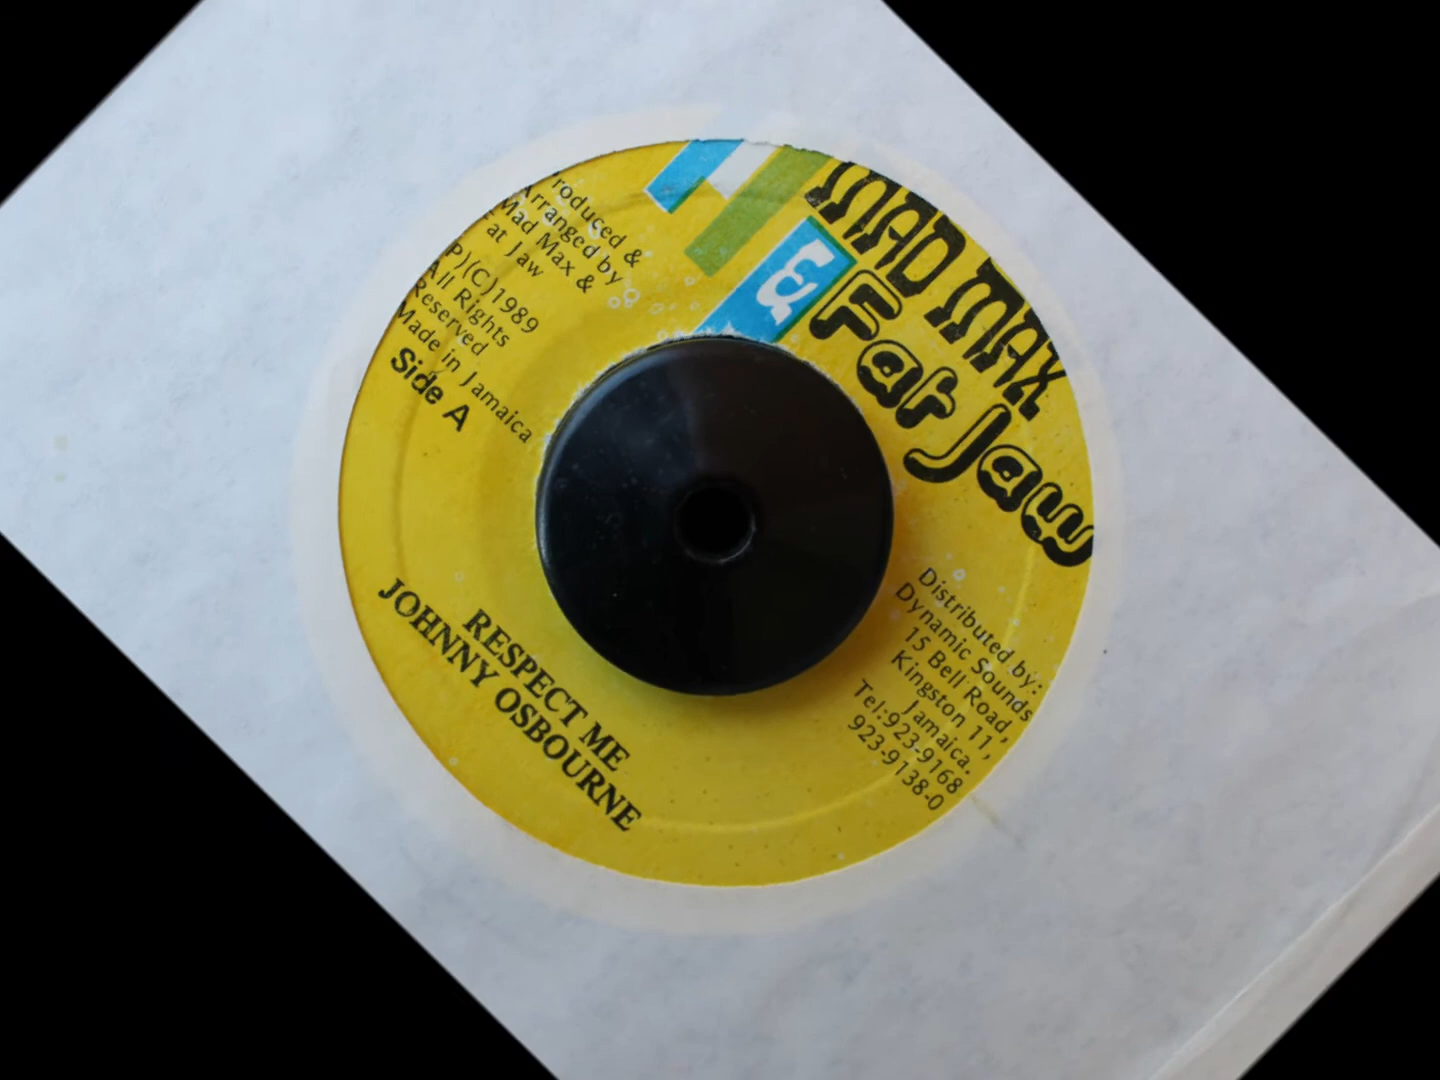 MAD MAX
&
Fat Jaw
roduced &
Arranged by
Mad Max &
at Jaw
P)(C)1989
All Rights
Reserved
Made in Jamaica
Side A
Distributed by:
Dynamic Sounds
15 Bell Road,
Kingston 11,
Jamaica.
Tel:923-9168
923-9138-0
RESPECT ME
JOHNNY OSBOURNE